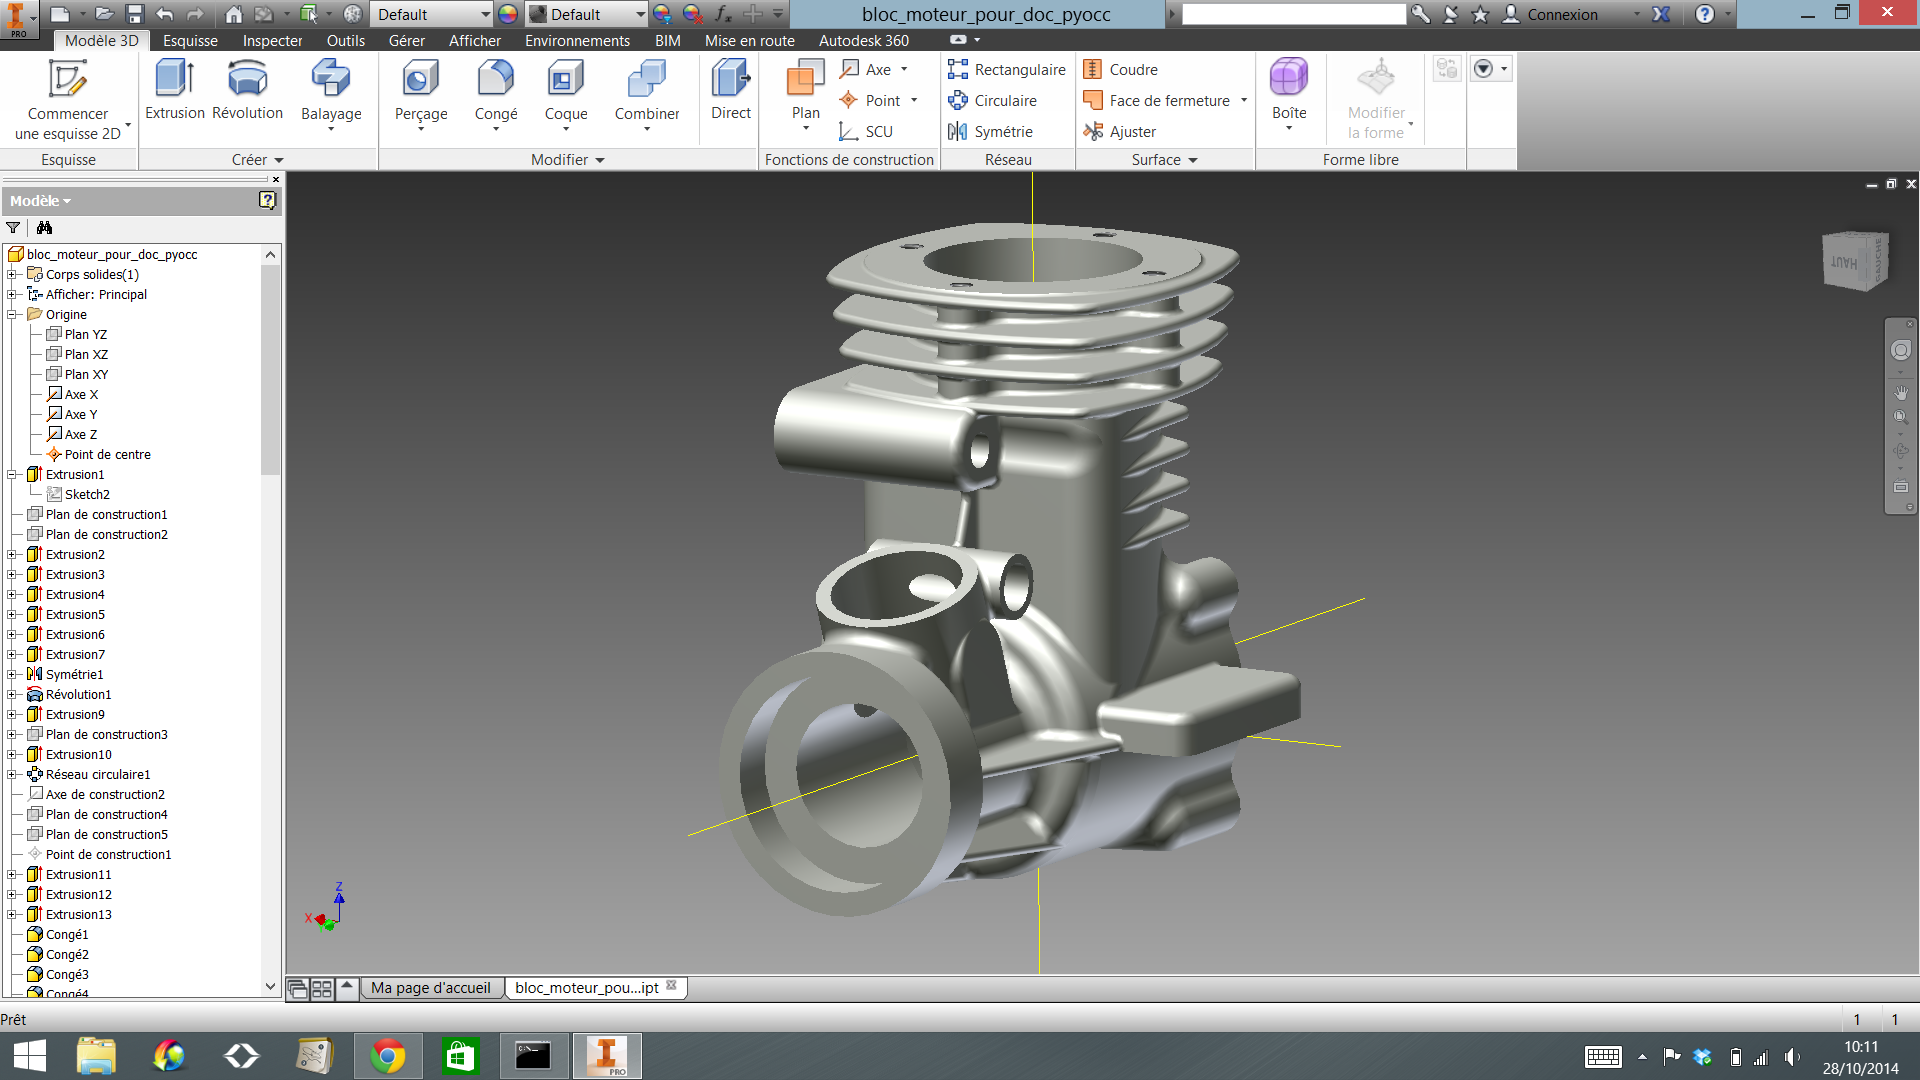 PRO
Default
Default
fx
bloc_moteur_pour_doc_pyocc
Connexion
Modèle 3D
Esquisse
Inspecter
Outils
Gérer
Afficher
Environnements
BIM
Mise en route
Autodesk 360
Commencer
une esquisse 2D
Extrusion
Révolution
Balayage
Perçage
Congé
Coque
Combiner
Direct
Plan
Axe
Point
SCU
Rectangulaire
Circulaire
Symétrie
Coudre
Face de fermeture
Ajuster
Boîte
Modifier
la forme
Esquisse
Créer
Modifier
Fonctions de construction
Réseau
Surface
Forme libre
Modèle
bloc_moteur_pour_doc_pyocc
Corps solides(1)
Afficher: Principal
Origine
Plan YZ
Plan XZ
Plan XY
Axe X
Axe Y
Axe Z
Point de centre
Extrusion1
Sketch2
Plan de construction1
Plan de construction2
Extrusion2
Extrusion3
Extrusion4
Extrusion5
Extrusion6
Extrusion7
Symétrie1
Révolution1
Extrusion9
Plan de construction3
Extrusion10
Réseau circulaire1
Axe de construction2
Plan de construction4
Plan de construction5
Point de construction1
Extrusion11
Extrusion12
Extrusion13
Congé1
Congé2
Congé3
Congé4
HAUT
GAUCHE
Z
X
Ma page d'accueil
bloc_moteur_pou...ipt
Prêt
1
1
C:\_
PRO
10:11
28/10/2014